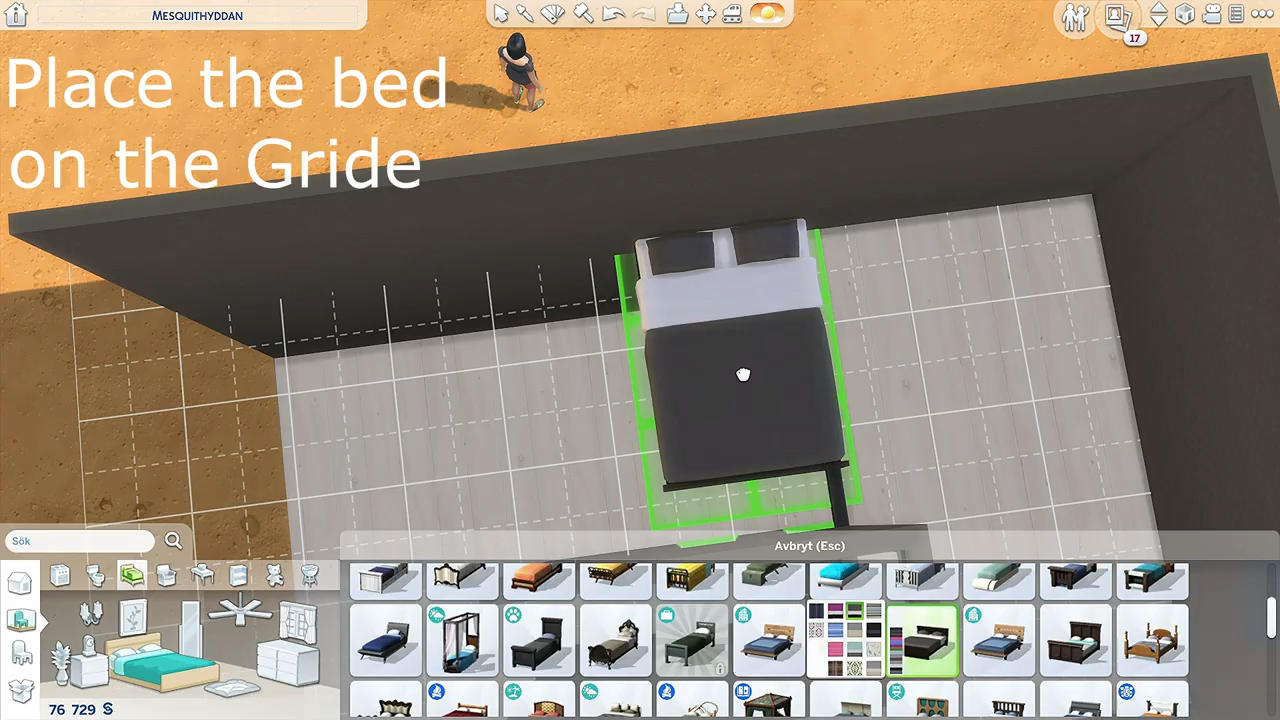 MESQUITHYDDAN
17
Place the bed
on the Gride
Sök
Avbryt (Esc)
76 729 S